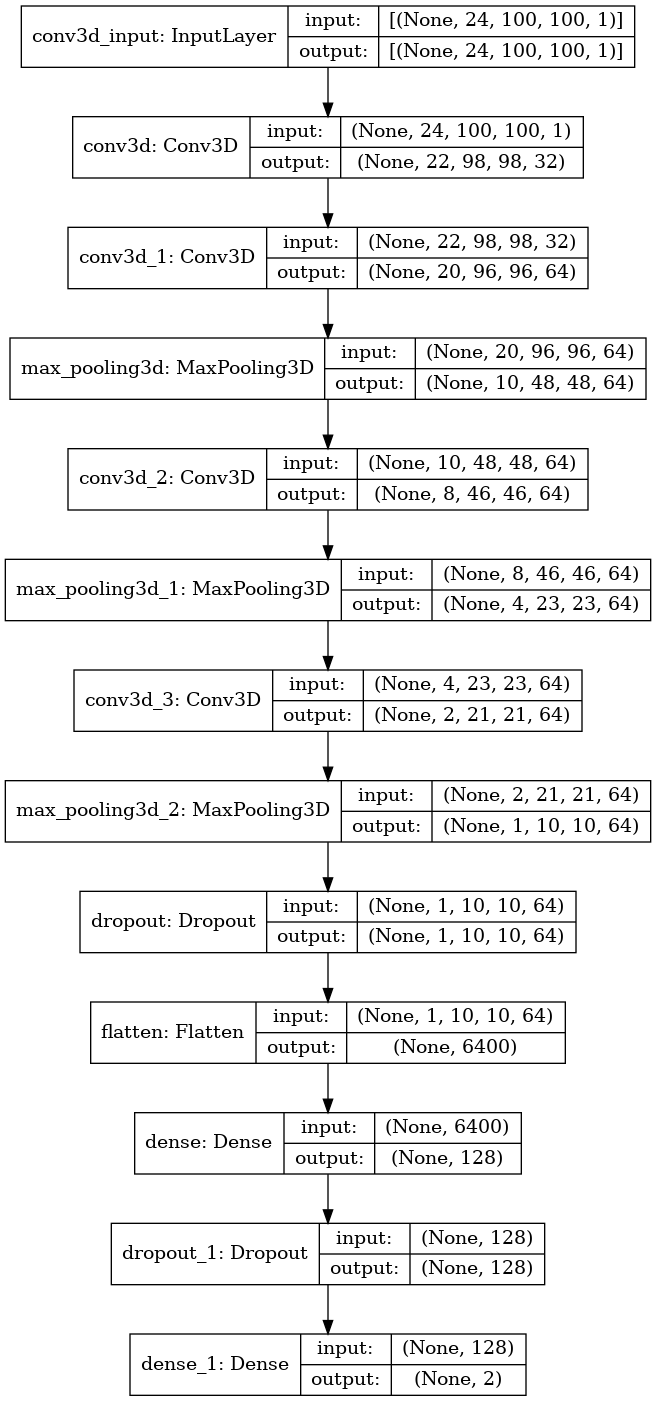 conv3d_input: InputLayer
input: [(None, 24, 100, 100, 1)]
output: [(None, 24, 100, 100, 1)]
conv3d: Conv3D
input: (None, 24, 100, 100, 1)
output: (None, 22, 98, 98, 32)
conv3d_1: Conv3D
input: (None, 22, 98, 98, 32)
output: (None, 20, 96, 96, 64)
max_pooling3d: MaxPooling3D
input: (None, 20, 96, 96, 64)
output: (None, 10, 48, 48, 64)
conv3d_2: Conv3D
input: (None, 10, 48, 48, 64)
output: (None, 8, 46, 46, 64)
max_pooling3d_1: MaxPooling3D
input: (None, 8, 46, 46, 64)
output: (None, 4, 23, 23, 64)
conv3d_3: Conv3D
input: (None, 4, 23, 23, 64)
output: (None, 2, 21, 21, 64)
max_pooling3d_2: MaxPooling3D
input: (None, 2, 21, 21, 64)
output: (None, 1, 10, 10, 64)
dropout: Dropout
input: (None, 1, 10, 10, 64)
output: (None, 1, 10, 10, 64)
flatten: Flatten
input: (None, 1, 10, 10, 64)
output: (None, 6400)
dense: Dense
input: (None, 6400)
output: (None, 128)
dropout_1: Dropout
input: (None, 128)
output: (None, 128)
dense_1: Dense
input: (None, 128)
output: (None, 2)